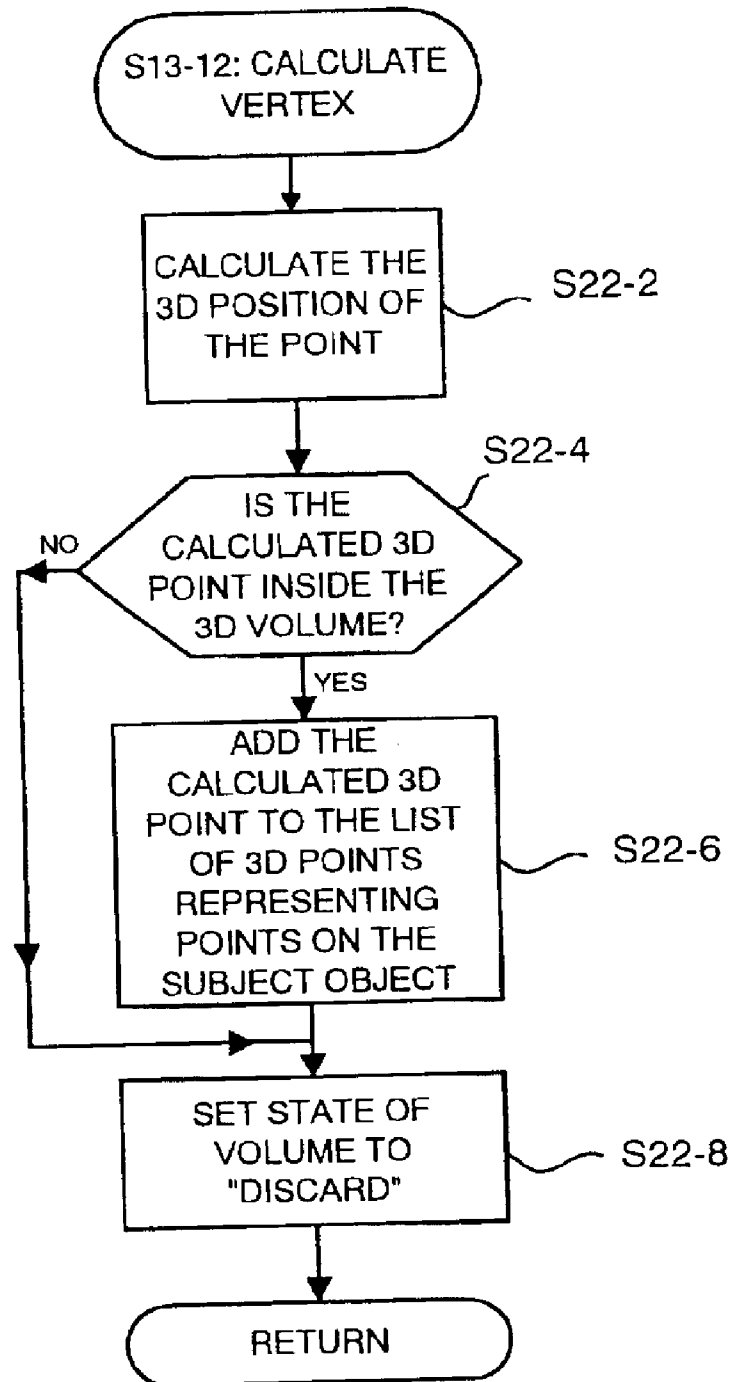 S13-12: CALCULATE
VERTEX
CALCULATE THE
3D POSITION OF
THE POINT
S22-2
S22-4
IS THE
CALCULATED 3D
POINT INSIDE THE
3D VOLUME?
NO
YES
ADD THE
CALCULATED 3D
POINT TO THE LIST
OF 3D POINTS
REPRESENTING
POINTS ON THE
SUBJECT OBJECT
S22-6
SET STATE OF
VOLUME TO
"DISCARD"
S22-8
RETURN